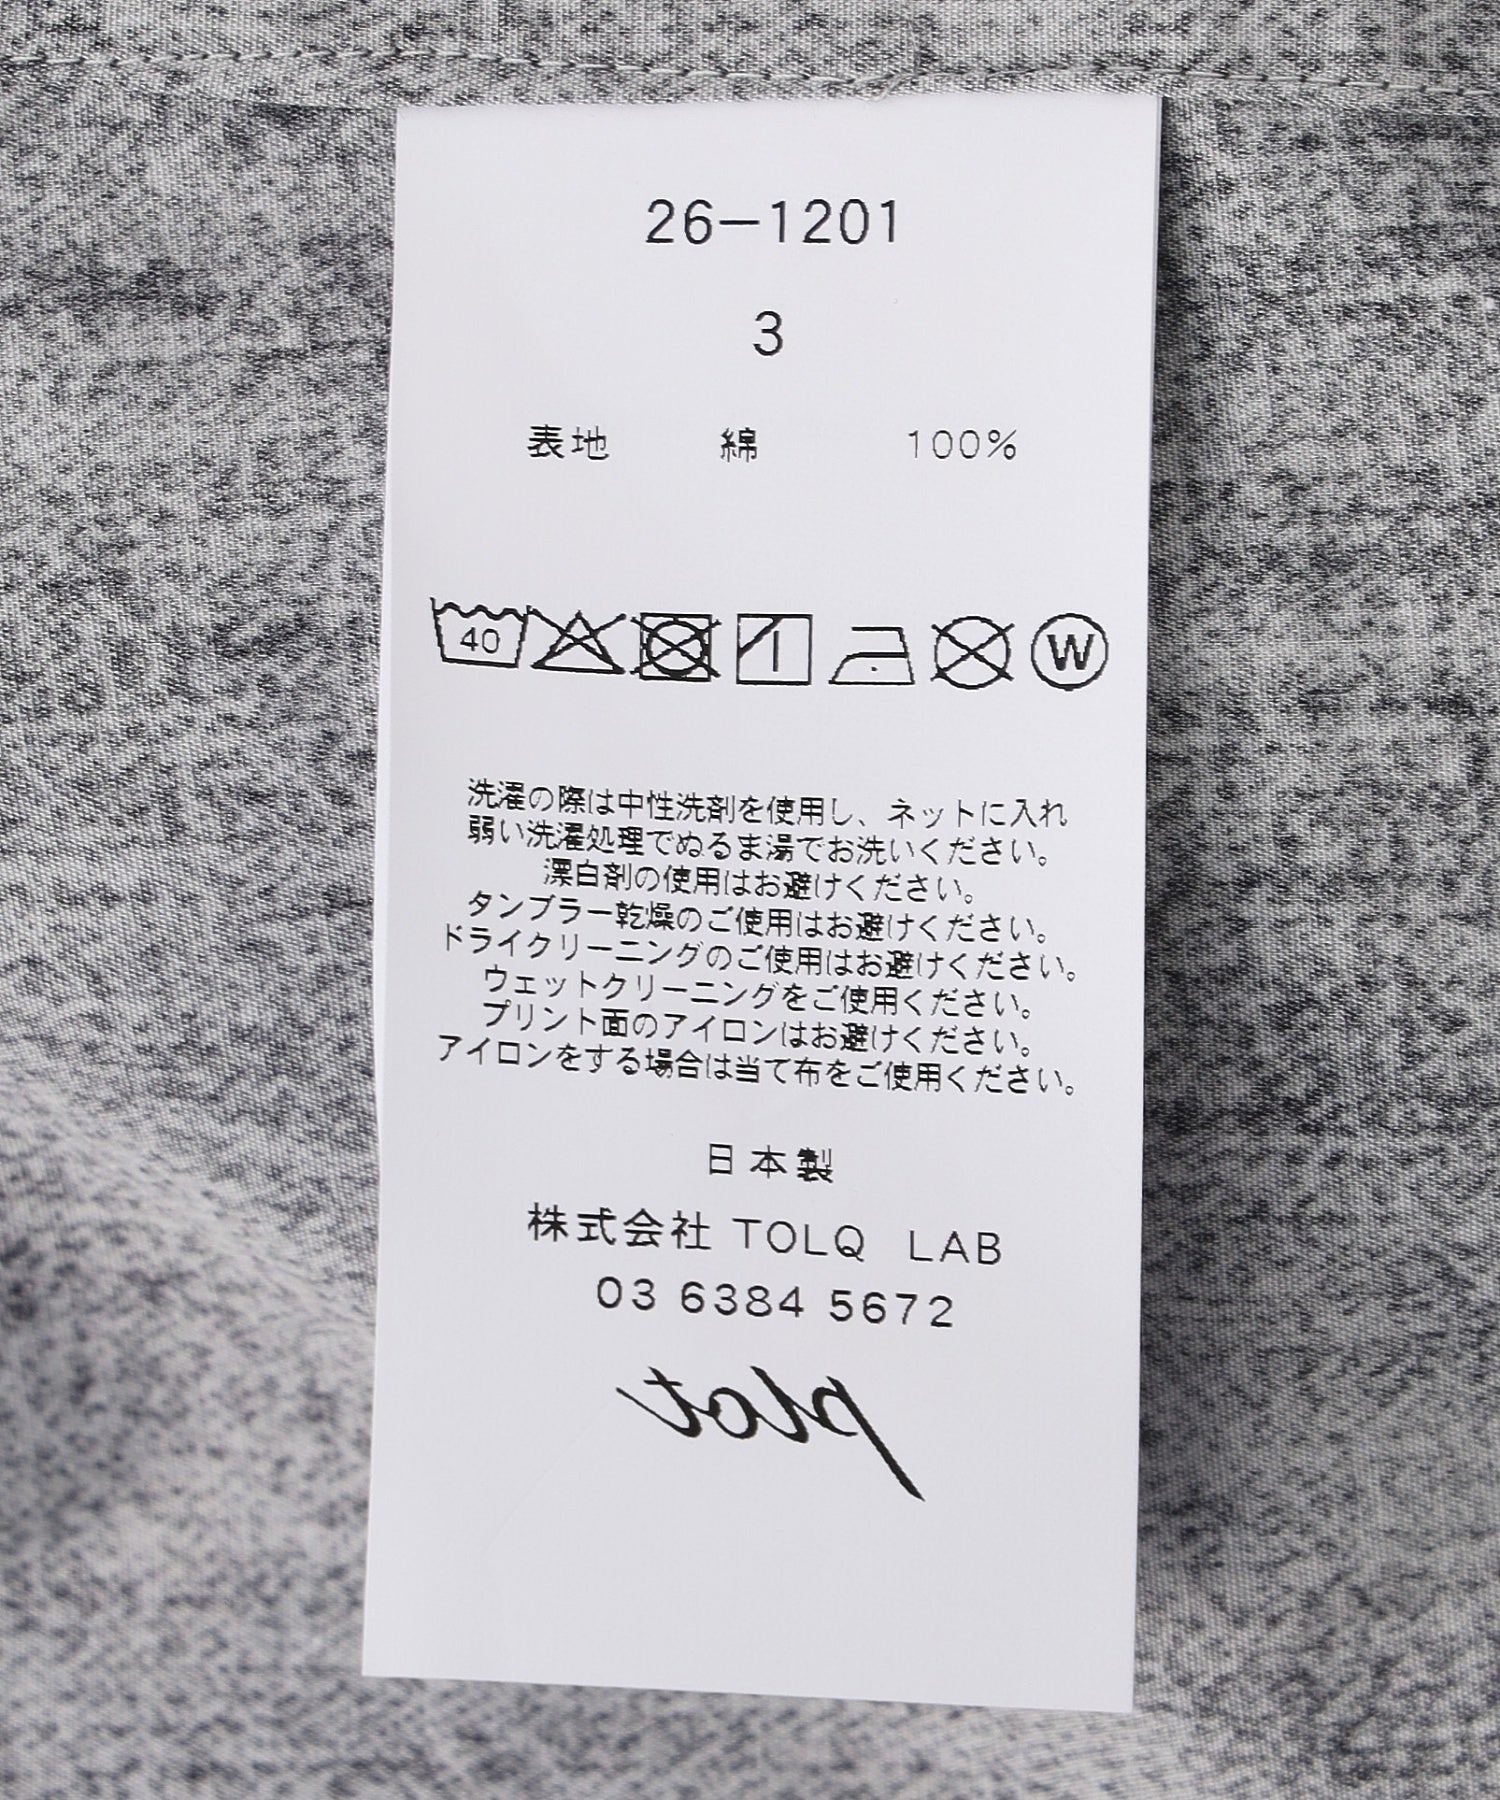 26-1201
3
表地 綿 100%
40 W
洗濯の際は中性洗剤を使用し、ネットに入れ
弱い洗濯処理でぬるま湯でお洗いください。
漂白剤の使用はお避けください。
タンブラー乾燥のご使用はお避けください。
ドライクリーニングのご使用はお避けください。
ウェットクリーニングをご使用ください。
プリント面のアイロンはお避けください。
アイロンをする場合は当て布をご使用ください。
日本製
株式会社 TOLQ LAB
03 6384 5672
plot